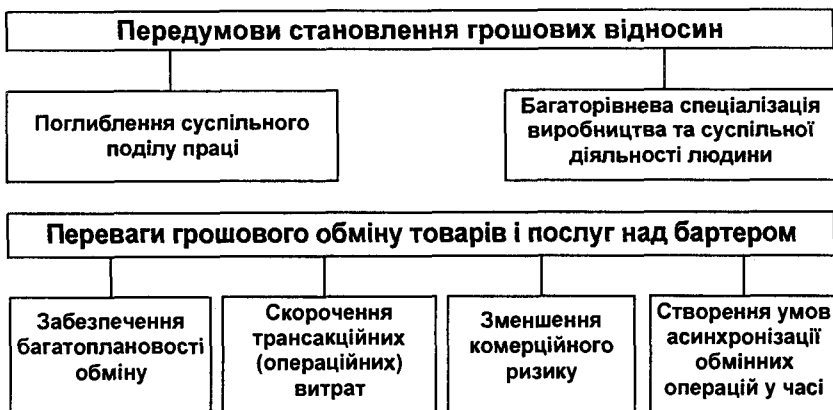 Передумови становлення грошових відносин
Поглиблення суспільного
поділу праці
Багаторівнева спеціалізація
виробництва та суспільної
діяльності людини
Переваги грошового обміну товарів і послуг над бартером
Забезпечення
багатоплановості
обміну
Скорочення
трансакційних
(операційних)
витрат
Зменшення
комерційного
ризику
Створення умов
асинхронізації
обмінних
операцій у часі